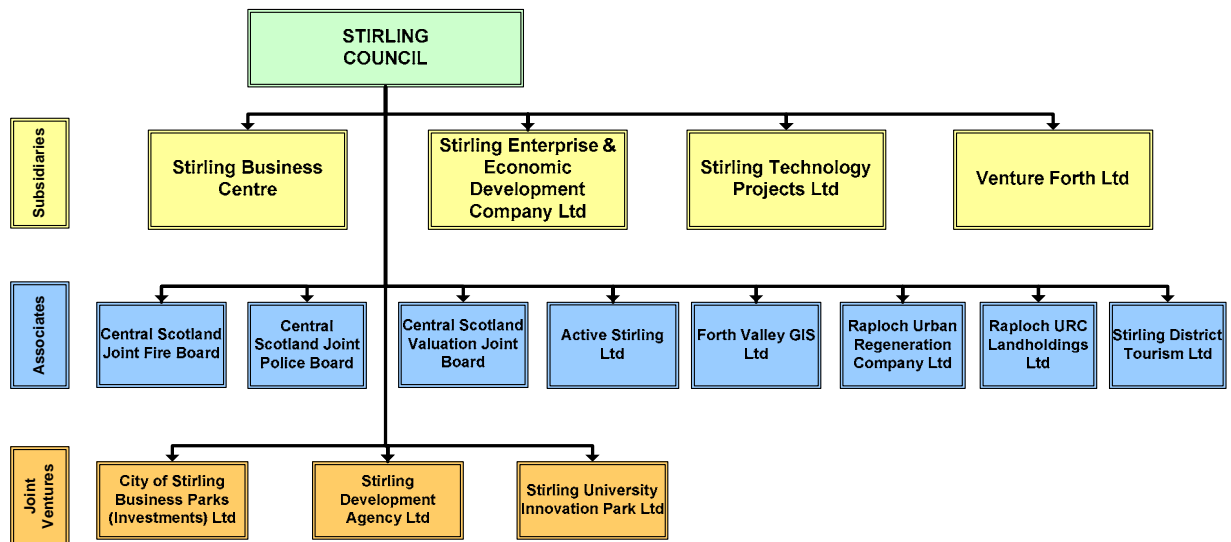 STIRLING
COUNCIL
Subsidiaries
Stirling Business
Centre
Stirling Enterprise &
Economic
Development
Company Ltd
Stirling Technology
Projects Ltd
Venture Forth Ltd
Associates
Central Scotland
Joint Fire Board
Central
Scotland Joint
Police Board
Central Scotland
Valuation Joint
Board
Active Stirling
Ltd
Forth Valley GIS
Ltd
Raploch Urban
Regeneration
Company Ltd
Raploch URC
Landholdings
Ltd
Stirling District
Tourism Ltd
Joint
Ventures
City of Stirling
Business Parks
(Investments) Ltd
Stirling
Development
Agency Ltd
Stirling University
Innovation Park Ltd